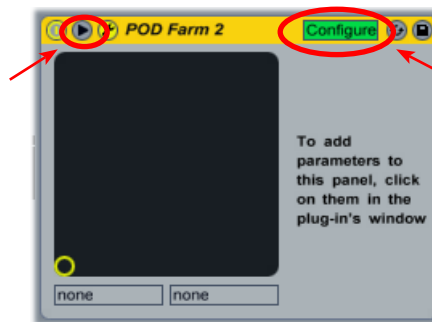 POD Farm 2 Configure
To add
parameters to
this panel, click
on them in the
plug-in's window
none none